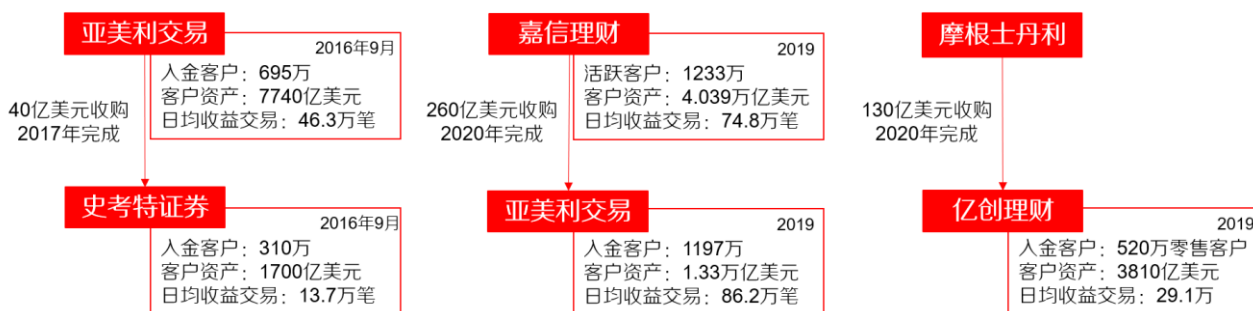 亚美利交易
2016年9月
入金客户：695万
客户资产：7740亿美元
日均收益交易：46.3万笔
40亿美元收购
2017年完成
史考特证券
2016年9月
入金客户：310万
客户资产：1700亿美元
日均收益交易：13.7万笔
嘉信理财
2019
活跃客户：1233万
客户资产：4.039万亿美元
日均收益交易：74.8万笔
260亿美元收购
2020年完成
亚美利交易
2019
入金客户：1197万
客户资产：1.33万亿美元
日均收益交易：86.2万笔
摩根士丹利
130亿美元收购
2020年完成
亿创理财
2019
入金客户：520万零售客户
客户资产：3810亿美元
日均收益交易：29.1万